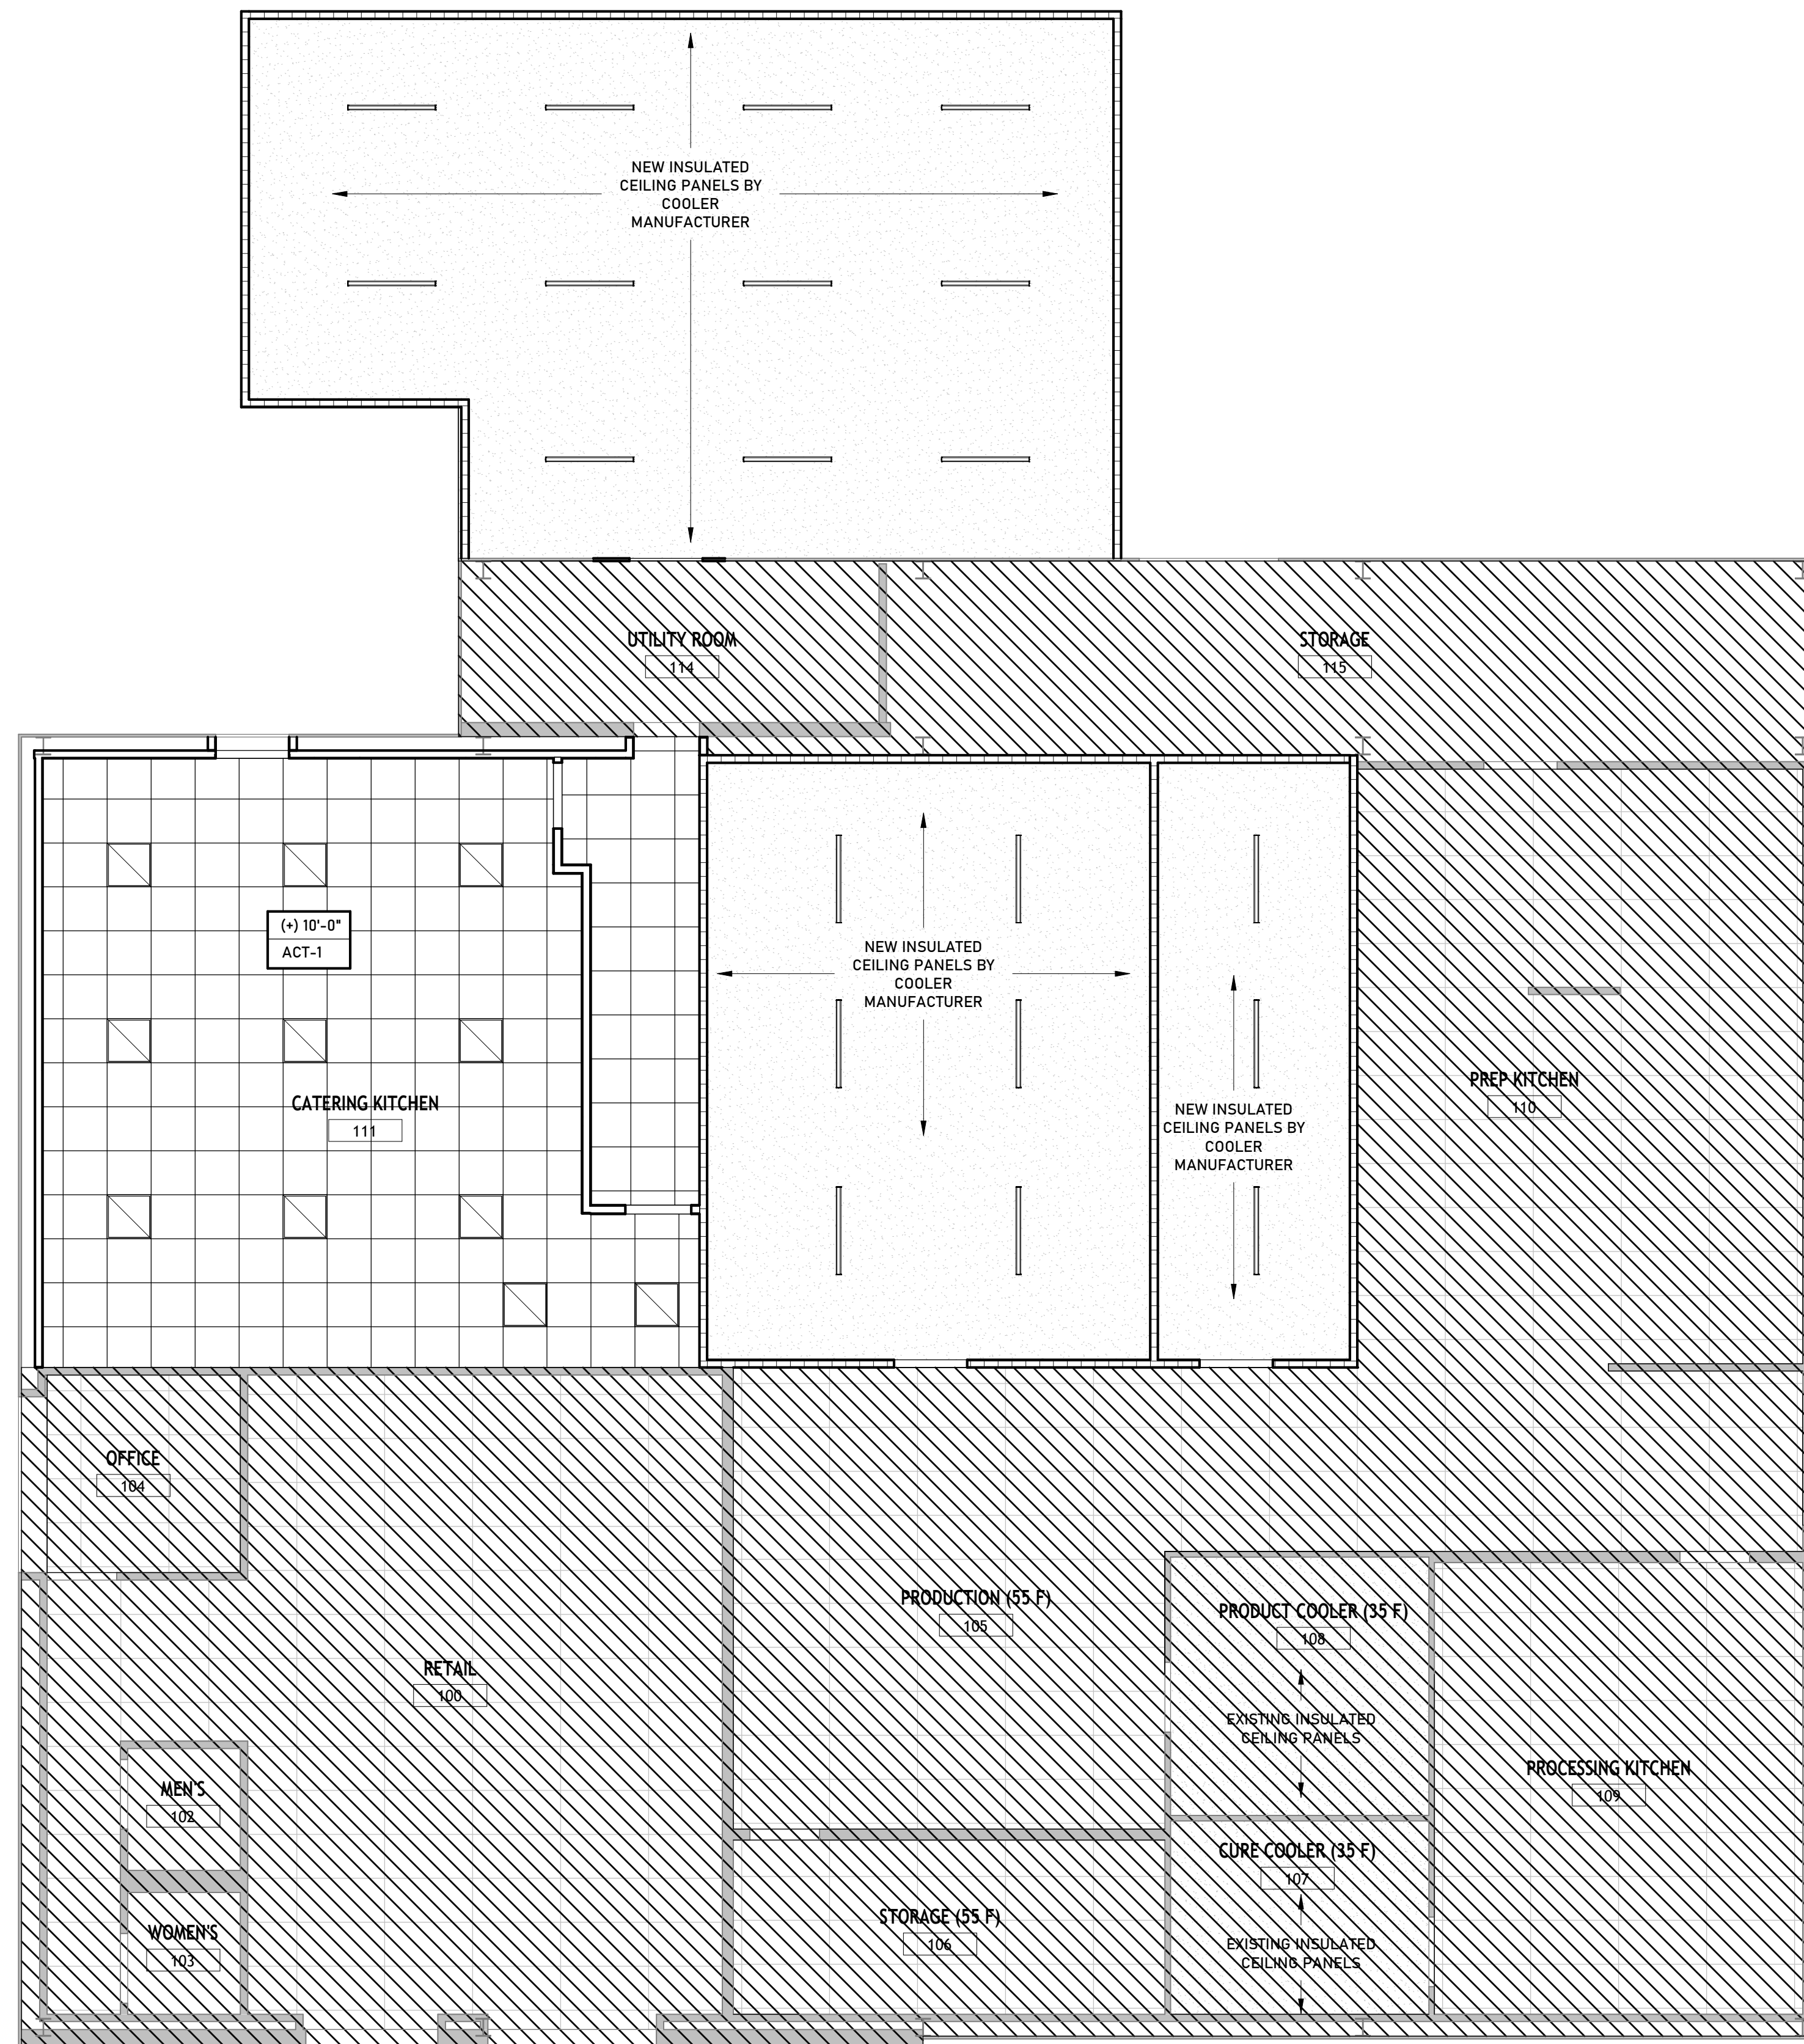 NEW INSULATED
CEILING PANELS BY
COOLER
MANUFACTURER
UTILITY ROOM
114
STORAGE
115
(+) 10'-0"
ACT-1
NEW INSULATED
CEILING PANELS BY
COOLER
MANUFACTURER
CATERING KITCHEN
111
PREP KITCHEN
110
NEW INSULATED
CEILING PANELS BY
COOLER
MANUFACTURER
OFFICE
104
PRODUCTION (55 F)
105
PRODUCT COOLER (35 F)
108
RETAIL
100
EXISTING INSULATED
CEILING PANELS
PROCESSING KITCHEN
109
MEN'S
102
CURE COOLER (35 F)
107
STORAGE (55 F)
106
WOMEN'S
103
EXISTING INSULATED
CEILING PANELS